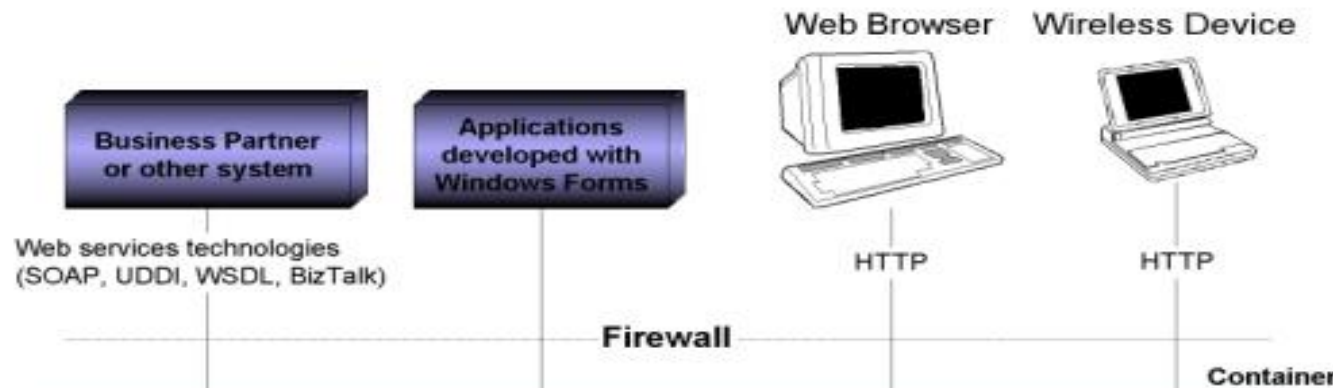 Web Browser
Wireless Device
Business Partner
or other system
Applications
developed with
Windows Forms
Web services technologies
(SOAP, UDDI, WSDL, BizTalk)
HTTP
HTTP
Firewall
Container